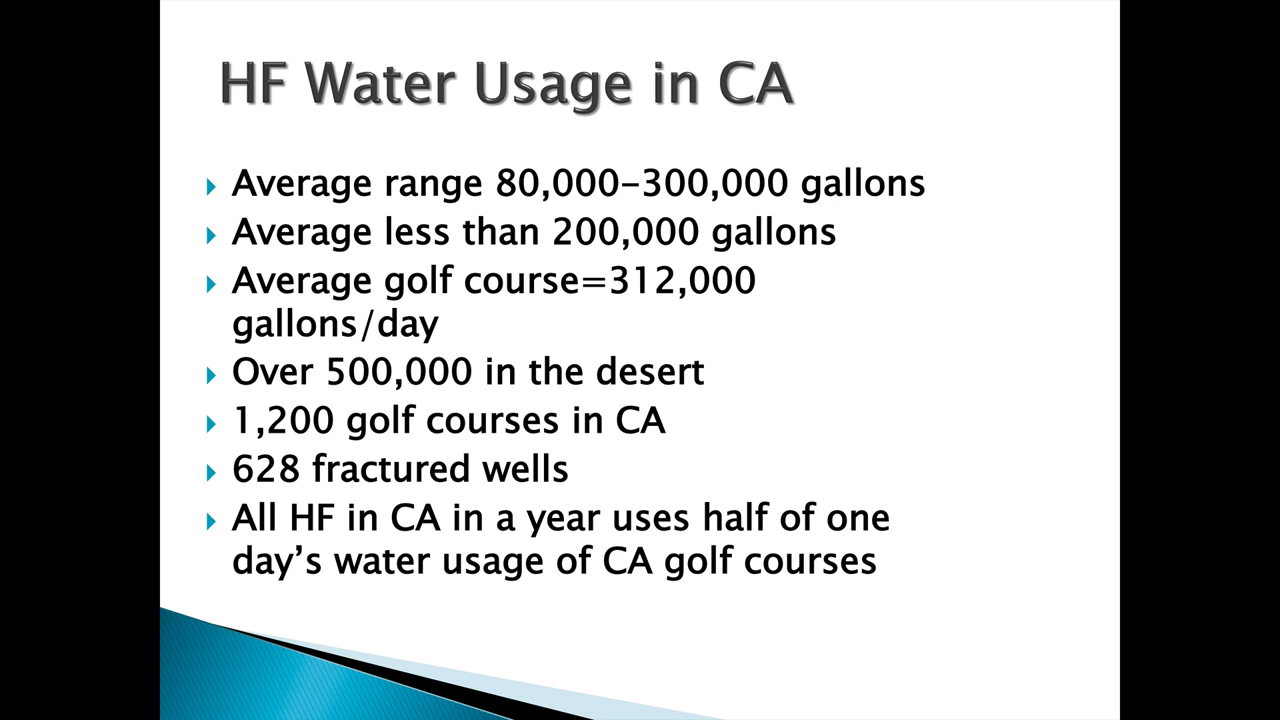 HF Water Usage in CA
Average range 80,000-300,000 gallons
Average less than 200,000 gallons
Average golf course=312,000
gallons/day
Over 500,000 in the desert
1,200 golf courses in CA
628 fractured wells
All HF in CA in a year uses half of one
day’s water usage of CA golf courses